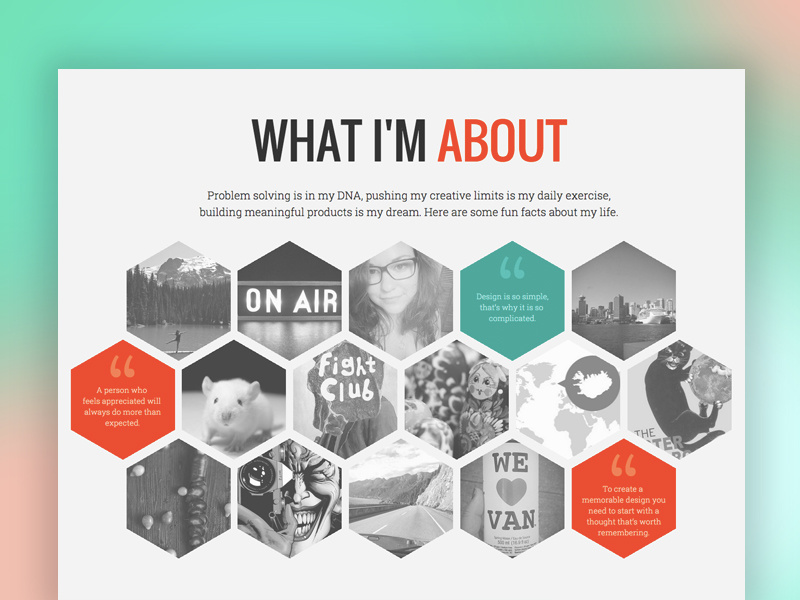 WHAT I'M ABOUT
Problem solving is in my DNA, pushing my creative limits is my daily exercise,
building meaningful products is my dream. Here are some fun facts about my life.
ON AIR
“
Design is so simple,
that's why it is so
complicated.
“
A person who
feels appreciated will
always do more than
expected.
Fight
Club
THE
WE
VAN
“
To create a
memorable design you
need to start with a
thought that's worth
remembering.